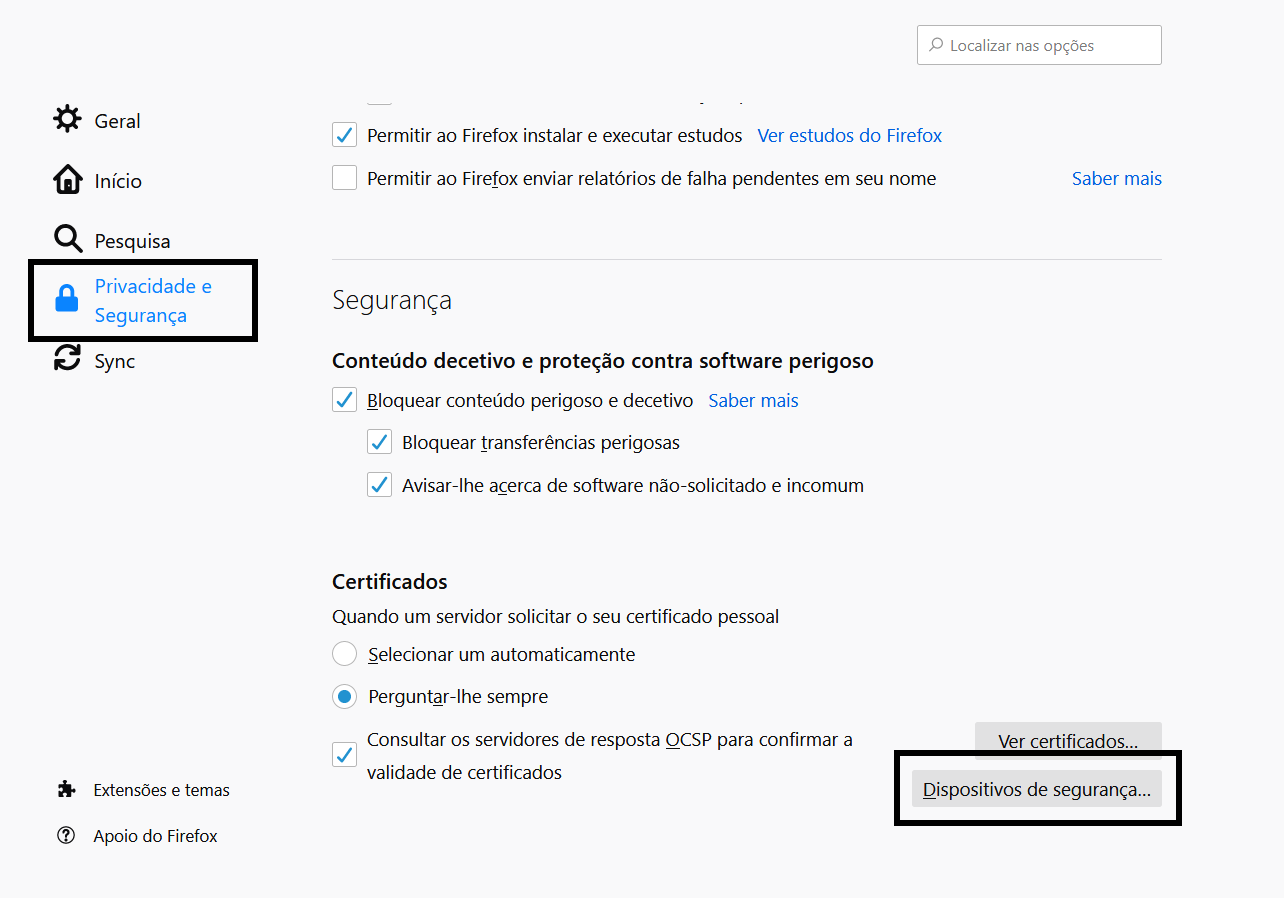 Localizar nas opções
Geral
Início
Pesquisa
Privacidade e
Segurança
Sync
Extensões e temas
Apoio do Firefox
Permitir ao Firefox instalar e executar estudos Ver estudos do Firefox
Permitir ao Firefox enviar relatórios de falha pendentes em seu nome Saber mais
Segurança
Conteúdo decetivo e proteção contra software perigoso
Bloquear conteúdo perigoso e decetivo Saber mais
Bloquear transferências perigosas
Avisar-lhe acerca de software não-solicitado e incomum
Certificados
Quando um servidor solicitar o seu certificado pessoal
Selecionar um automaticamente
Perguntar-lhe sempre
Consultar os servidores de resposta OCSP para confirmar a
validade de certificados
Ver certificados...
Dispositivos de segurança...